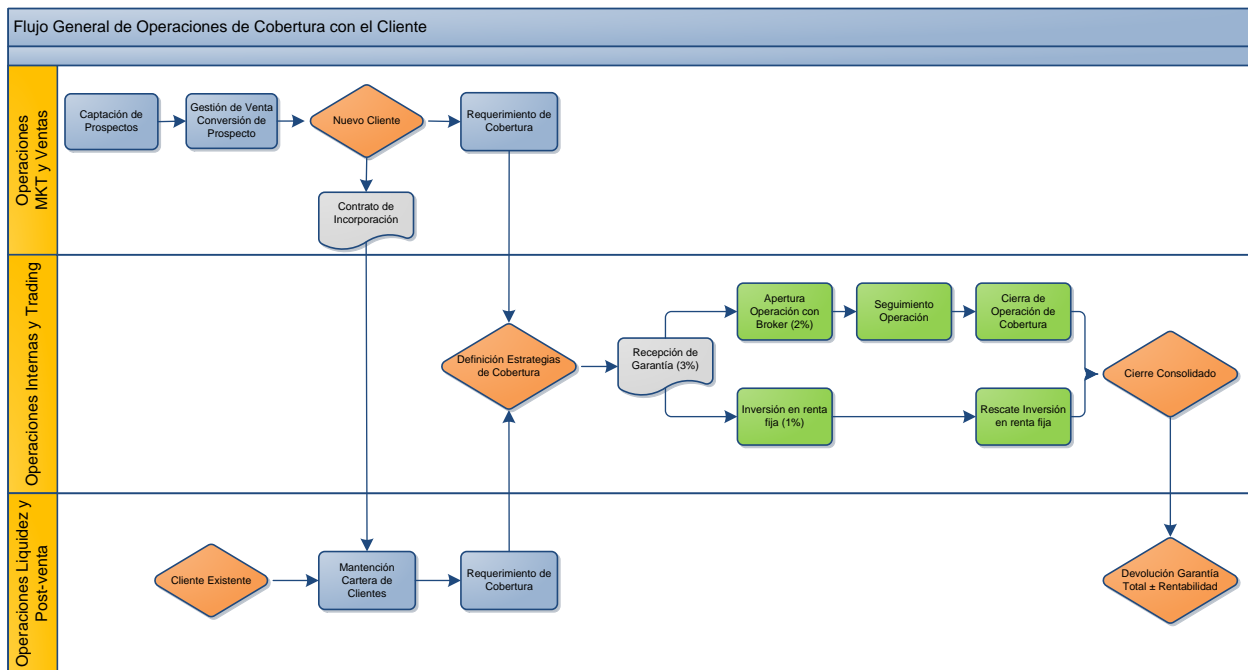 Flujo General de Operaciones de Cobertura con el Cliente
Operaciones
MKT y Ventas
Captación de
Prospectos
Gestión de Venta
Conversión de
Prospecto
Nuevo Cliente
Requerimiento de
Cobertura
Contrato de
Incorporación
Operaciones Internas y Trading
Definición Estrategias
de Cobertura
Recepción de
Garantía (3%)
Apertura
Operación con
Broker (2%)
Seguimiento
Operación
Cierra de
Operación de
Cobertura
Inversión en renta
fija (1%)
Rescate Inversión
en renta fija
Cierre Consolidado
Operaciones Liquidez y
Post-venta
Cliente Existente
Mantención
Cartera de
Clientes
Requerimiento de
Cobertura
Devolución Garantía
Total ± Rentabilidad